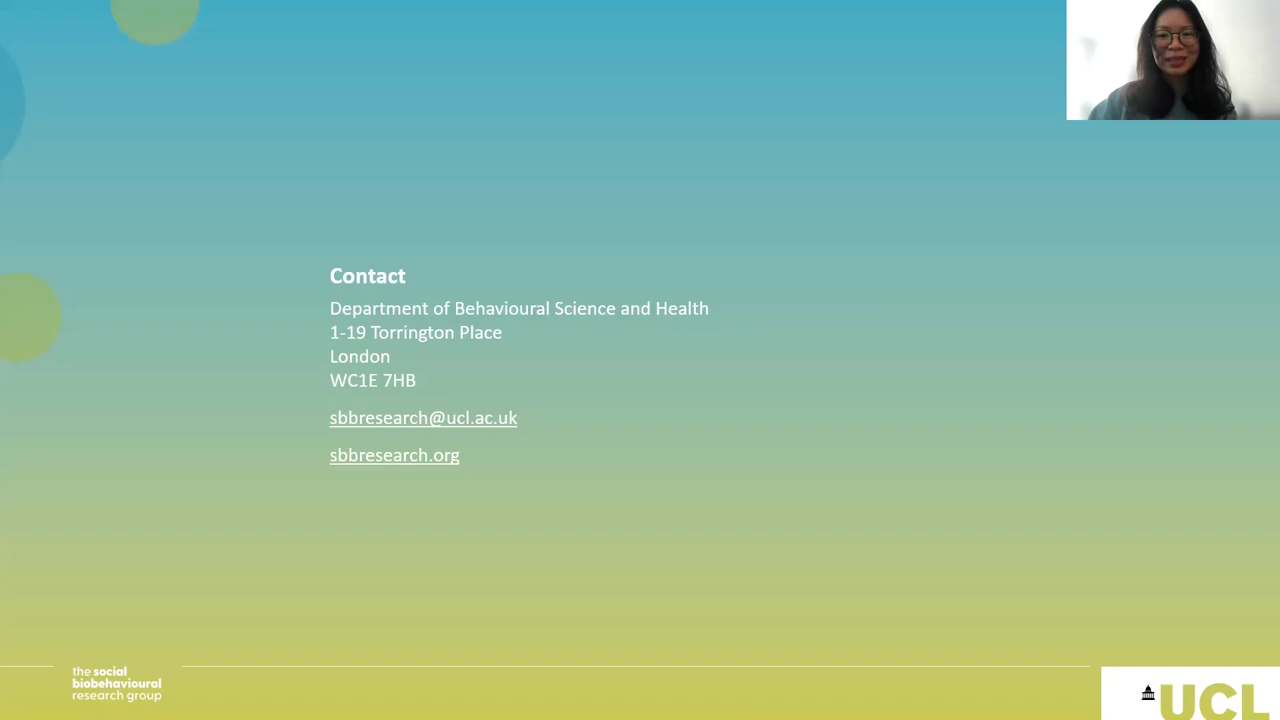 Contact
Department of Behavioural Science and Health
1-19 Torrington Place
London
WC1E 7HB
sbbresearch@ucl.ac.uk
sbbresearch.org
the social
biobehavioural
research group
UCL